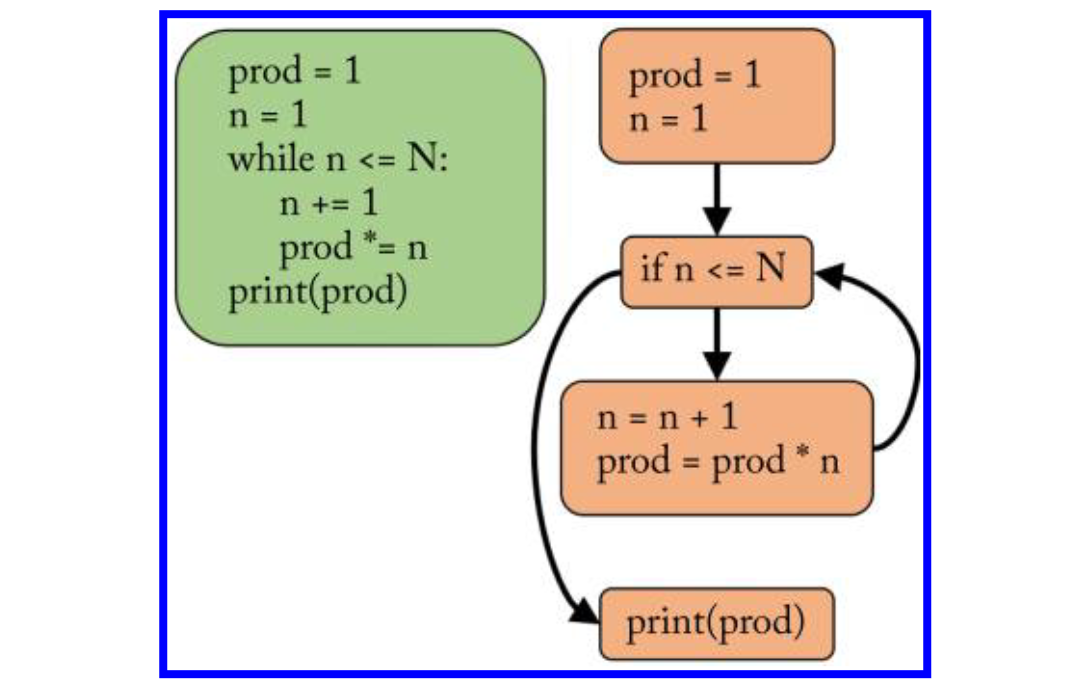 prod = 1
n = 1
while n <= N:
n += 1
prod *= n
print(prod)
prod = 1
n = 1
if n <= N
n = n + 1
prod = prod * n
print(prod)